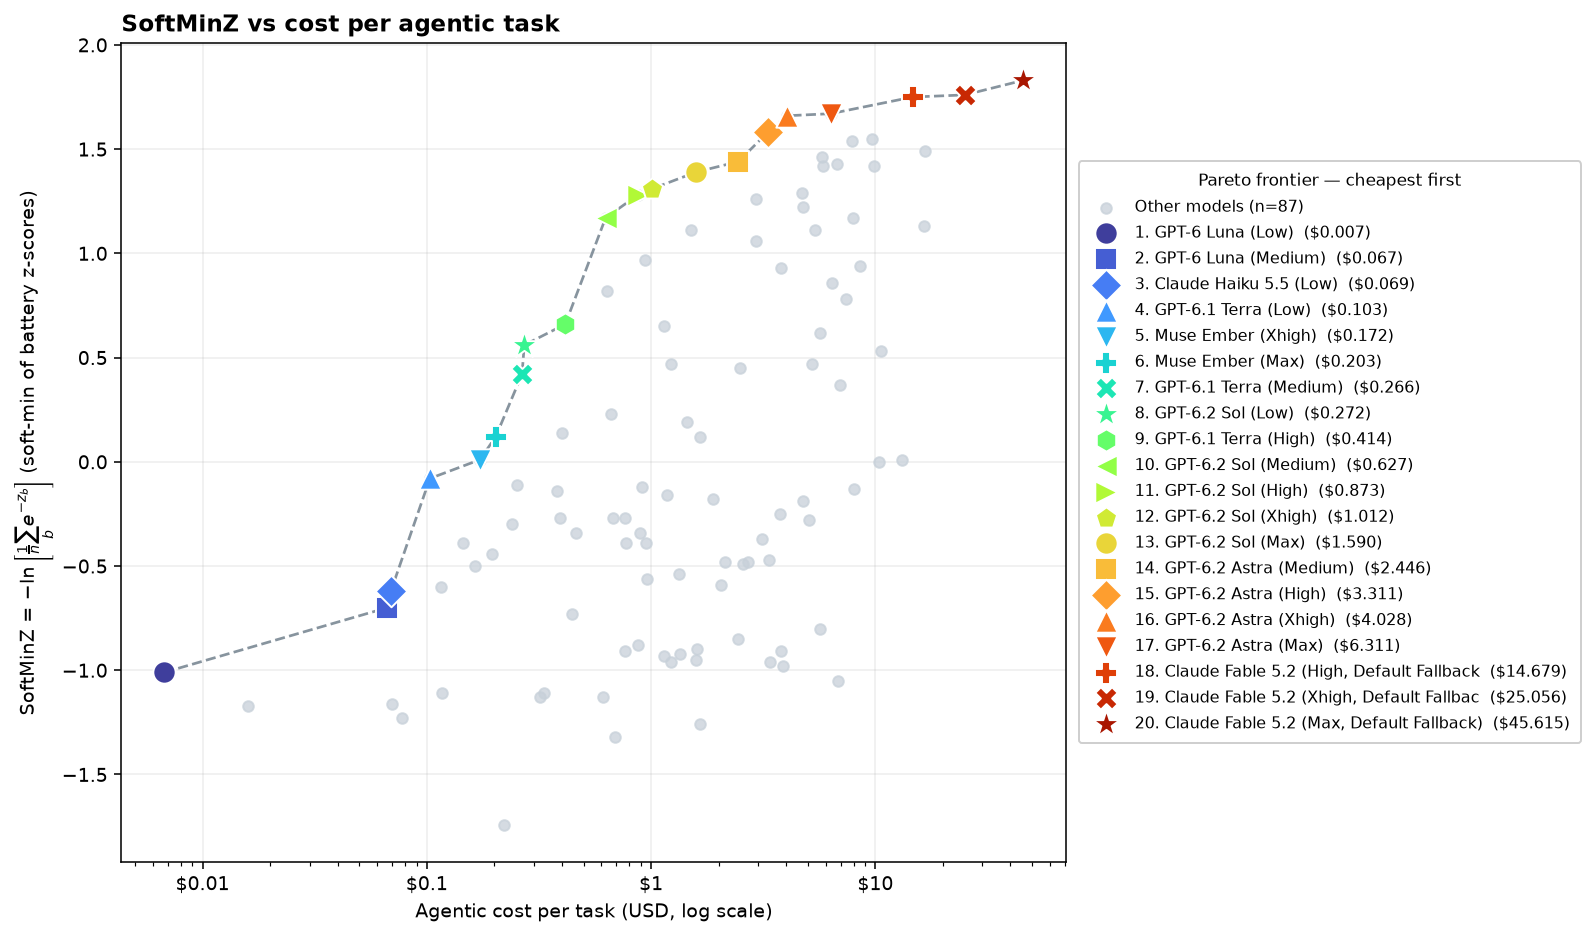 SoftMinZ vs cost per agentic task
SoftMinZ = −ln [1/n ∑_b e^{−z_b}] (soft-min of battery z-scores)
2.0
1.5
1.0
0.5
0.0
−0.5
−1.0
−1.5
$0.01
$0.1
$1
$10
Agentic cost per task (USD, log scale)
Pareto frontier — cheapest first
Other models (n=87)
1. GPT-6 Luna (Low) ($0.007)
2. GPT-6 Luna (Medium) ($0.067)
3. Claude Haiku 5.5 (Low) ($0.069)
4. GPT-6.1 Terra (Low) ($0.103)
5. Muse Ember (Xhigh) ($0.172)
6. Muse Ember (Max) ($0.203)
7. GPT-6.1 Terra (Medium) ($0.266)
8. GPT-6.2 Sol (Low) ($0.272)
9. GPT-6.1 Terra (High) ($0.414)
10. GPT-6.2 Sol (Medium) ($0.627)
11. GPT-6.2 Sol (High) ($0.873)
12. GPT-6.2 Sol (Xhigh) ($1.012)
13. GPT-6.2 Sol (Max) ($1.590)
14. GPT-6.2 Astra (Medium) ($2.446)
15. GPT-6.2 Astra (High) ($3.311)
16. GPT-6.2 Astra (Xhigh) ($4.028)
17. GPT-6.2 Astra (Max) ($6.311)
18. Claude Fable 5.2 (High, Default Fallback ($14.679)
19. Claude Fable 5.2 (Xhigh, Default Fallbac ($25.056)
20. Claude Fable 5.2 (Max, Default Fallback) ($45.615)